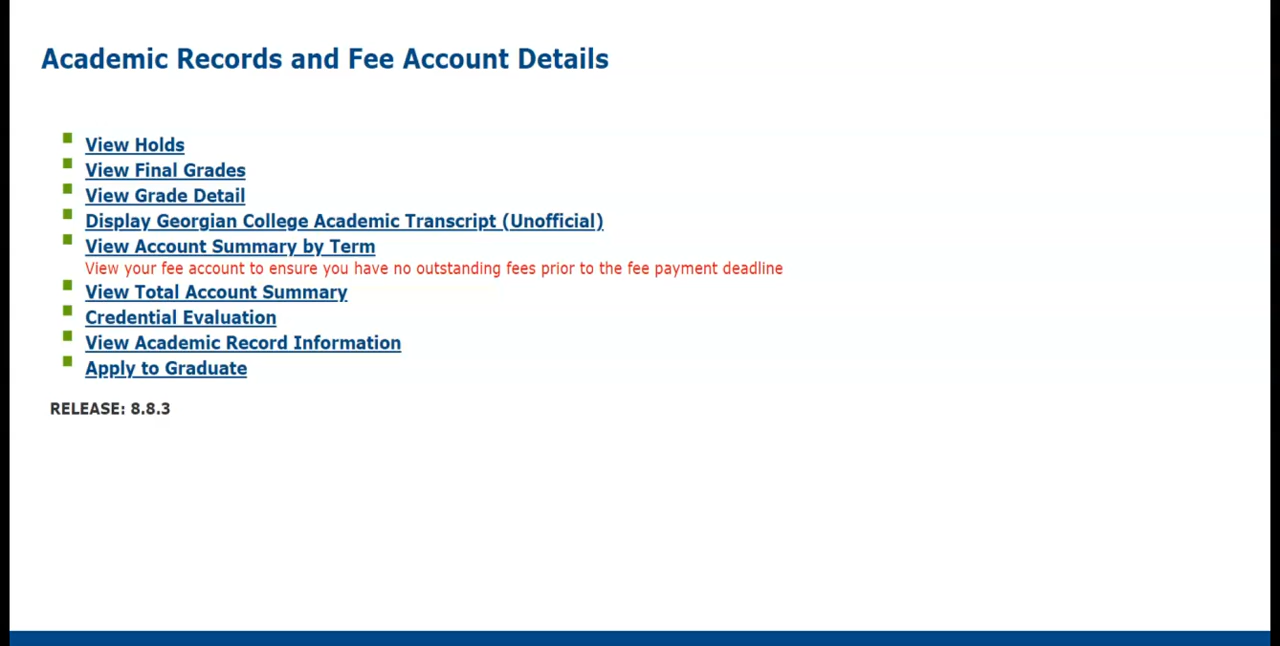 Academic Records and Fee Account Details
View Holds
View Final Grades
View Grade Detail
Display Georgian College Academic Transcript (Unofficial)
View Account Summary by Term
View your fee account to ensure you have no outstanding fees prior to the fee payment deadline
View Total Account Summary
Credential Evaluation
View Academic Record Information
Apply to Graduate
RELEASE: 8.8.3